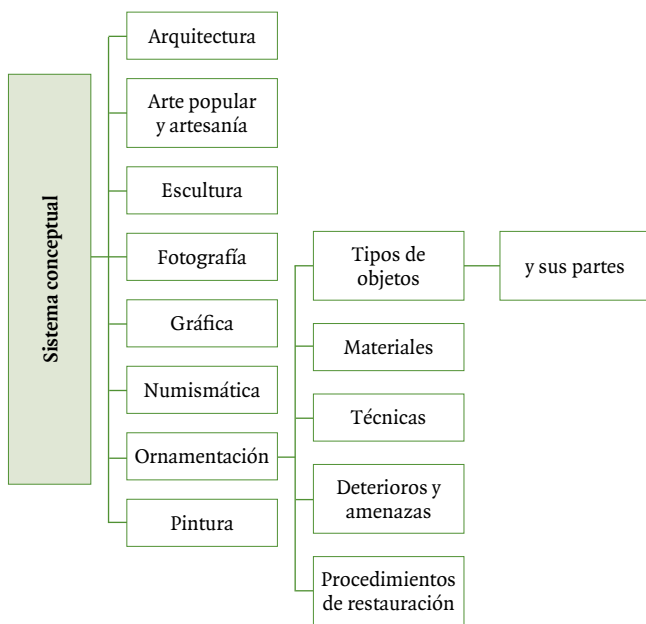 Sistema conceptual
Arquitectura
Arte popular
y artesanía
Escultura
Fotografía
Gráfica
Numismática
Ornamentación
Pintura
Tipos de
objetos
y sus partes
Materiales
Técnicas
Deterioros y
amenazas
Procedimientos
de restauración